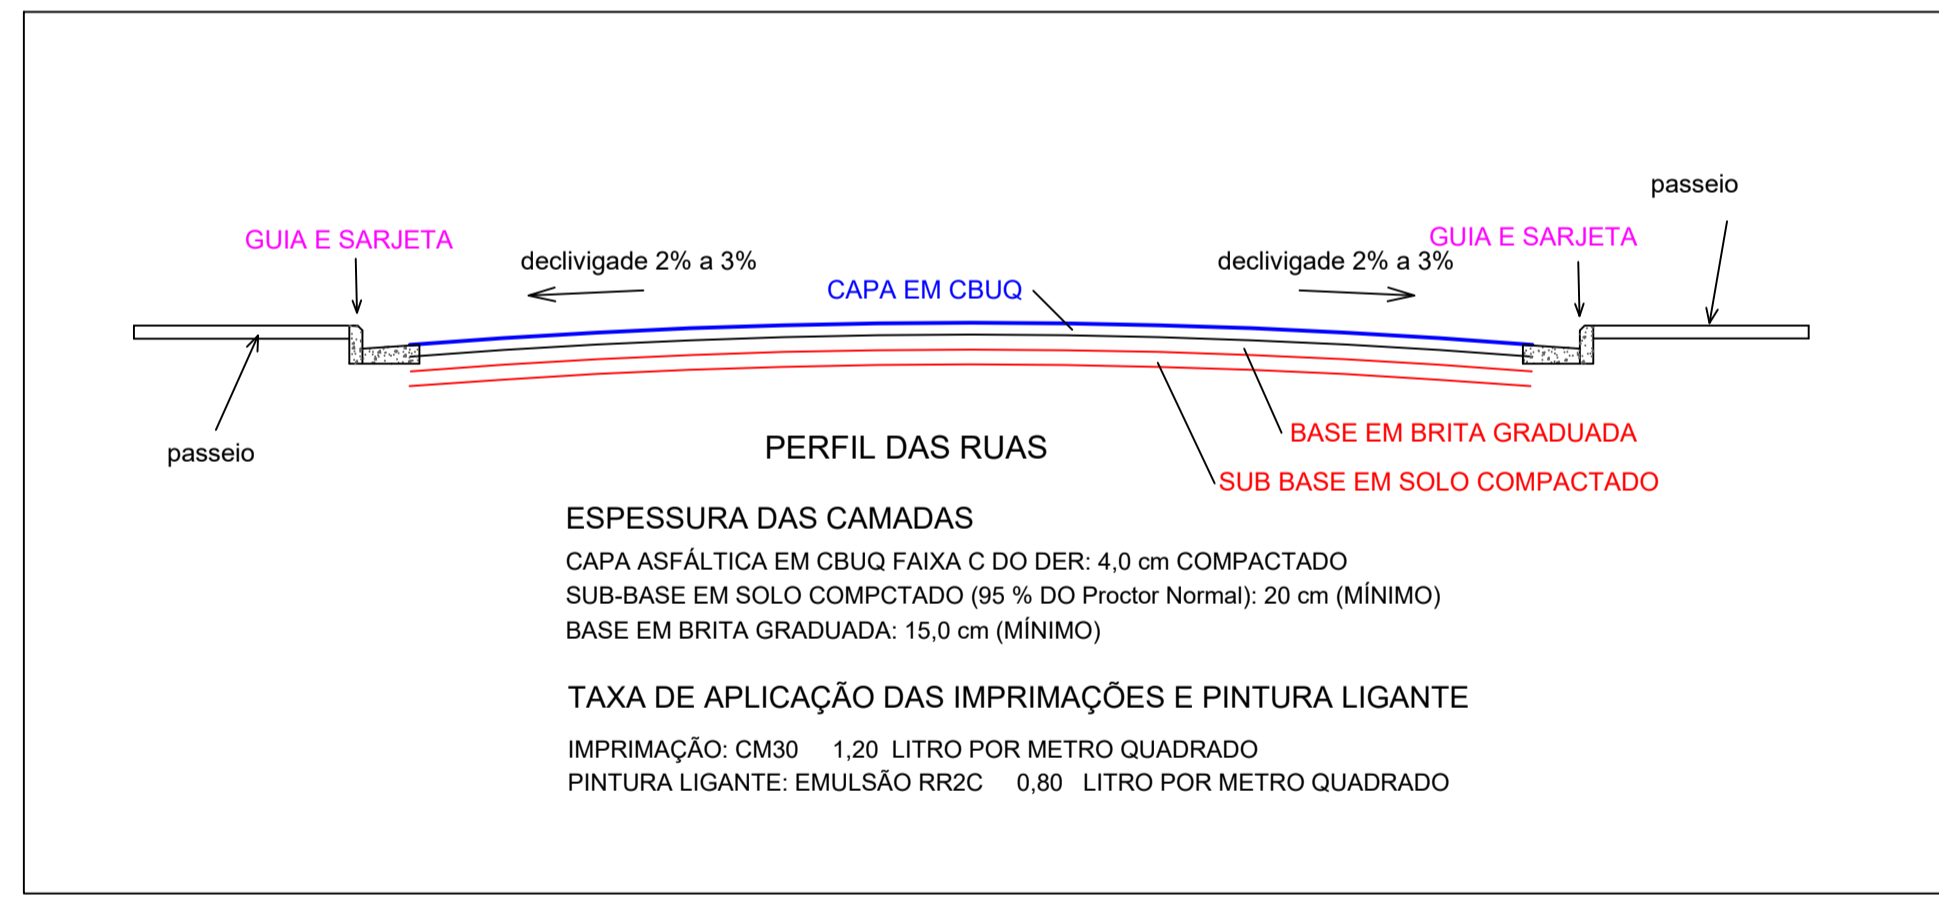 passeio
GUIA E SARJETA
GUIA E SARJETA
declivigade 2% a 3%
declivigade 2% a 3%
CAPA EM CBUQ
passeio
BASE EM BRITA GRADUADA
PERFIL DAS RUAS
SUB BASE EM SOLO COMPACTADO
ESPESSURA DAS CAMADAS
CAPA ASFÁLTICA EM CBUQ FAIXA C DO DER: 4,0 cm COMPACTADO
SUB-BASE EM SOLO COMPCTADO (95 % DO Proctor Normal): 20 cm (MÍNIMO)
BASE EM BRITA GRADUADA: 15,0 cm (MÍNIMO)
TAXA DE APLICAÇÃO DAS IMPRIMAÇÕES E PINTURA LIGANTE
IMPRIMAÇÃO: CM30 1,20 LITRO POR METRO QUADRADO
PINTURA LIGANTE: EMULSÃO RR2C 0,80 LITRO POR METRO QUADRADO